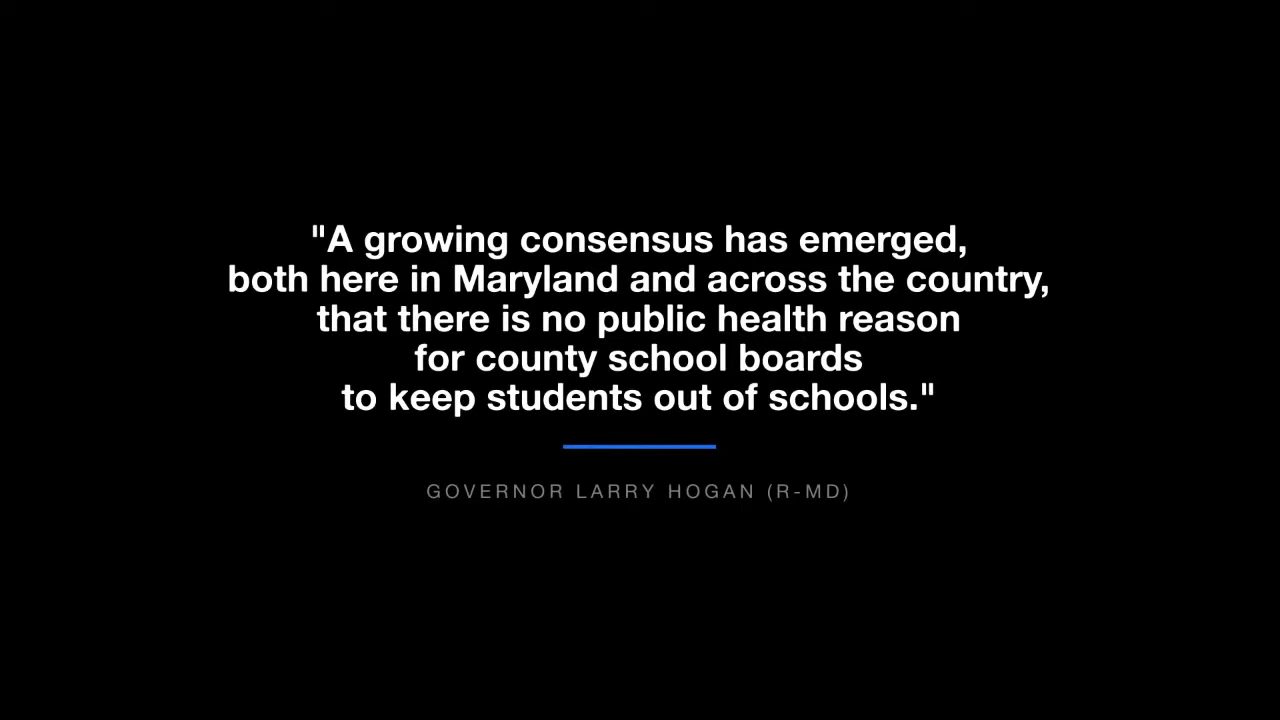 "A growing consensus has emerged,
both here in Maryland and across the country,
that there is no public health reason
for county school boards
to keep students out of schools."
GOVERNOR LARRY HOGAN (R-MD)